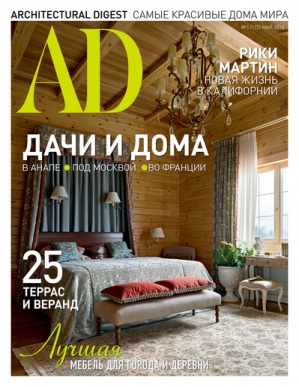 ARCHITECTURAL DIGEST САМЫЕ КРАСИВЫЕ ДОМА МИРА
AD
РИКИ
МАРТИН
НОВАЯ ЖИЗНЬ
В КАЛИФОРНИИ
ДАЧИ И ДОМА
В АНАПЕ • ПОД МОСКВОЙ • ВО ФРАНЦИИ
25
ТЕРРАС
И ВЕРАНД
Лучшая
МЕБЕЛЬ ДЛЯ ГОРОДА И ДЕРЕВНИ